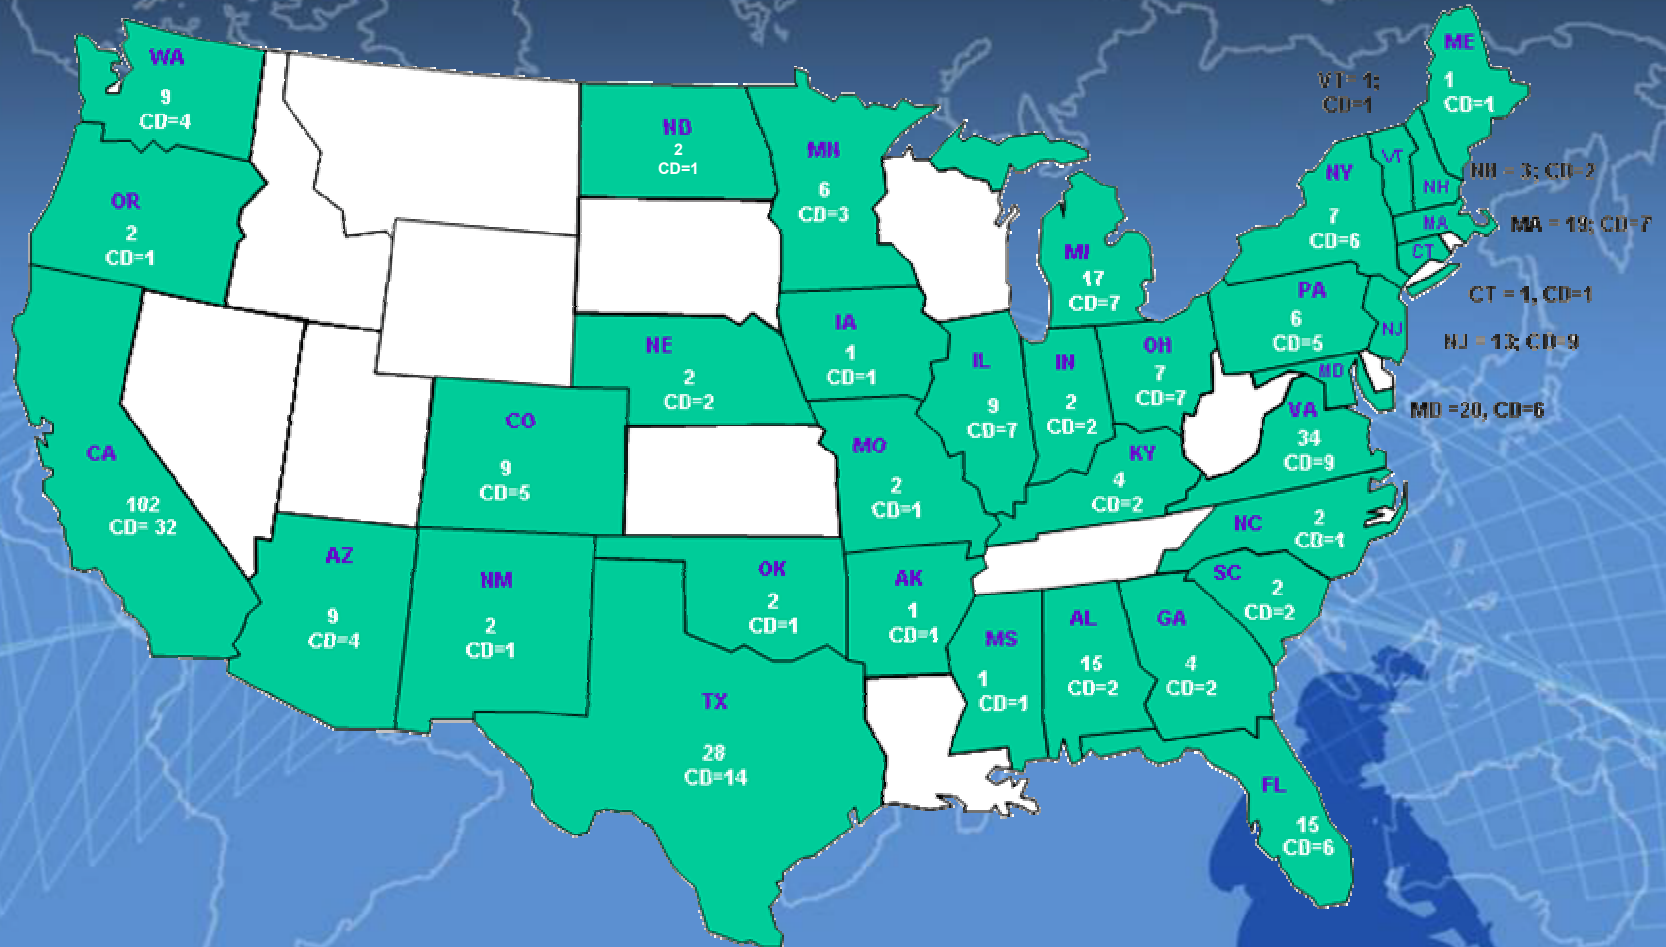 WA
9
CD=4
OR
2
CD=1
CA
102
CD= 32
AZ
9
CD=4
NM
2
CD=1
CO
9
CD=5
ND
2
CD=1
NE
2
CD=2
OK
2
CD=1
TX
28
CD=14
MN
6
CD=3
IA
1
CD=1
MO
2
CD=1
AK
1
CD=1
MS
1
CD=1
AL
15
CD=2
GA
4
CD=2
FL
15
CD=6
SC
2
CD=2
NC
2
CD=1
KY
4
CD=2
IL
9
CD=7
IN
2
CD=2
OH
7
CD=7
MI
17
CD=7
VA
34
CD=9
PA
6
CD=5
NY
7
CD=6
VT
NH
MA
CT
NJ
MD
ME
1
CD=1
VT= 1;
CD=1
NH = 3; CD=2
MA = 19; CD=7
CT = 1, CD=1
NJ = 13; CD=9
MD =20, CD=6